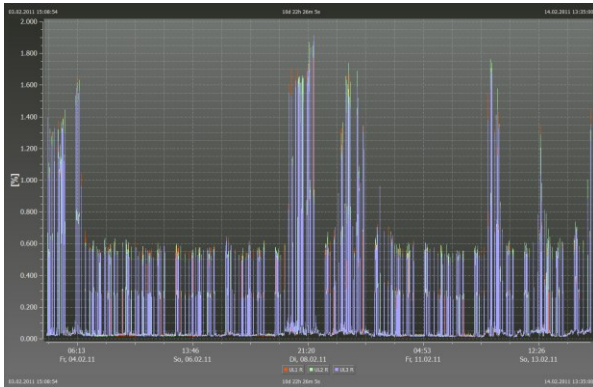 03.02.2011 15:08:54 10d 22h 26m 5s 14.02.2011 13:35:00
2.000
1.800
1.600
1.400
1.200
1.000
0.800
0.600
0.400
0.200
0.000
[%]
06:13 13:46 21:20 04:53 12:26
Fr, 04.02.11 So, 06.02.11 Di, 08.02.11 Fr, 11.02.11 So, 13.02.11
UL1 R UL2 R UL3 R
03.02.2011 15:08:54 10d 22h 26m 5s 14.02.2011 13:35:00